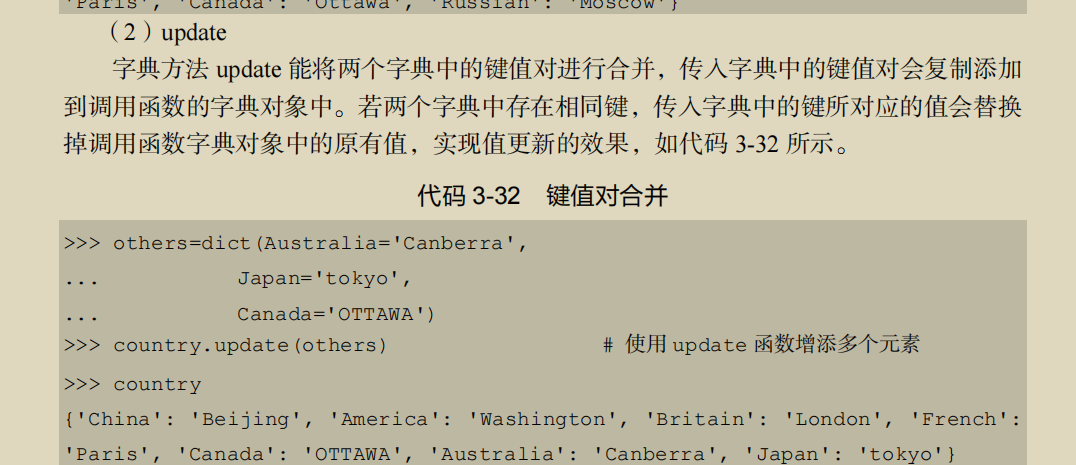 'Paris', 'Canada': 'Ottawa', 'Russian': 'Moscow'}
（2）update
字典方法 update 能将两个字典中的键值对进行合并，传入字典中的键值对会复制添加
到调用函数的字典对象中。若两个字典中存在相同键，传入字典中的键所对应的值会替换
掉调用函数字典对象中的原有值，实现值更新的效果，如代码 3-32 所示。
代码 3-32　键值对合并
>>> others=dict(Australia='Canberra',
...           Japan='tokyo',
...           Canada='OTTAWA')
>>> country.update(others)                # 使用 update 函数增添多个元素
>>> country
{'China': 'Beijing', 'America': 'Washington', 'Britain': 'London', 'French':
'Paris', 'Canada': 'OTTAWA', 'Australia': 'Canberra', 'Japan': 'tokyo'}